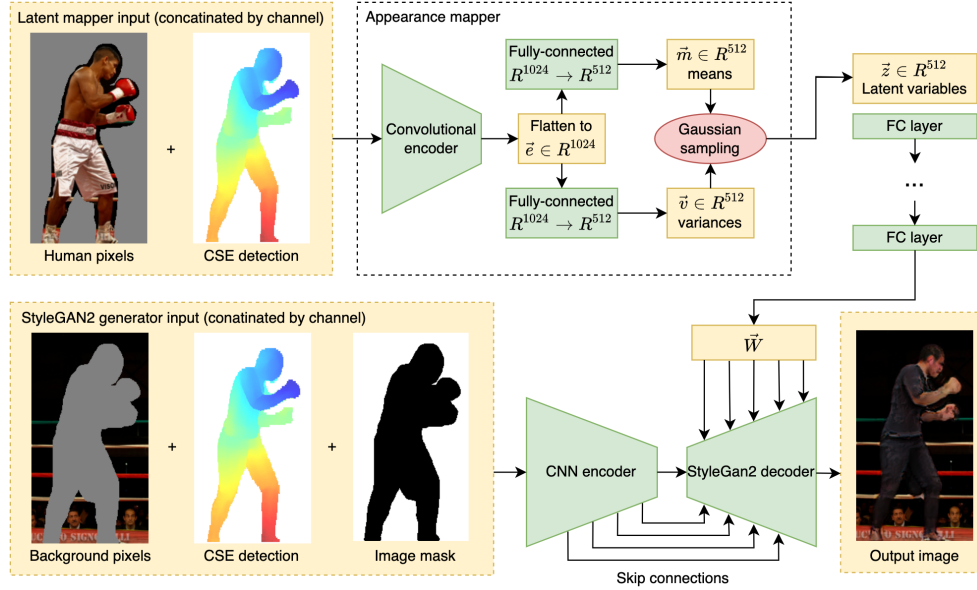 Latent mapper input (concatinated by channel)
+
Human pixels
CSE detection
Appearance mapper
Convolutional
encoder
Fully-connected
R^1024 → R^512
Flatten to
e⃗ ∈ R^1024
Fully-connected
R^1024 → R^512
m⃗ ∈ R^512
means
Gaussian
sampling
v⃗ ∈ R^512
variances
z⃗ ∈ R^512
Latent variables
FC layer
...
FC layer
StyleGAN2 generator input (conatinated by channel)
+
+
Background pixels
CSE detection
Image mask
CNN encoder
W⃗
StyleGan2 decoder
Skip connections
Output image